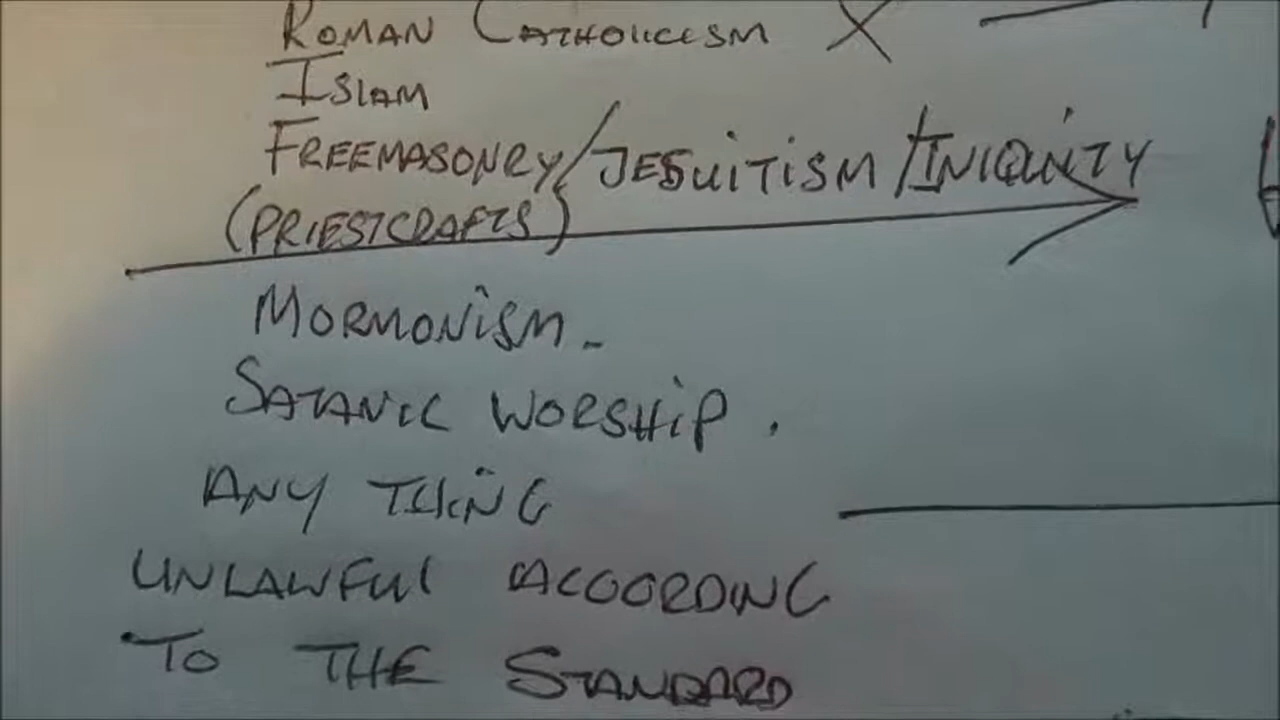 ROMAN CATHOLICISM X
ISLAM
FREEMASONRY/JESUITISM/INIQUITY
(PRIESTCRAFTS)
MORMONISM.
SATANIC WORSHIP.
ANY THING
UNLAWFUL ACCORDING
TO THE STANDARD